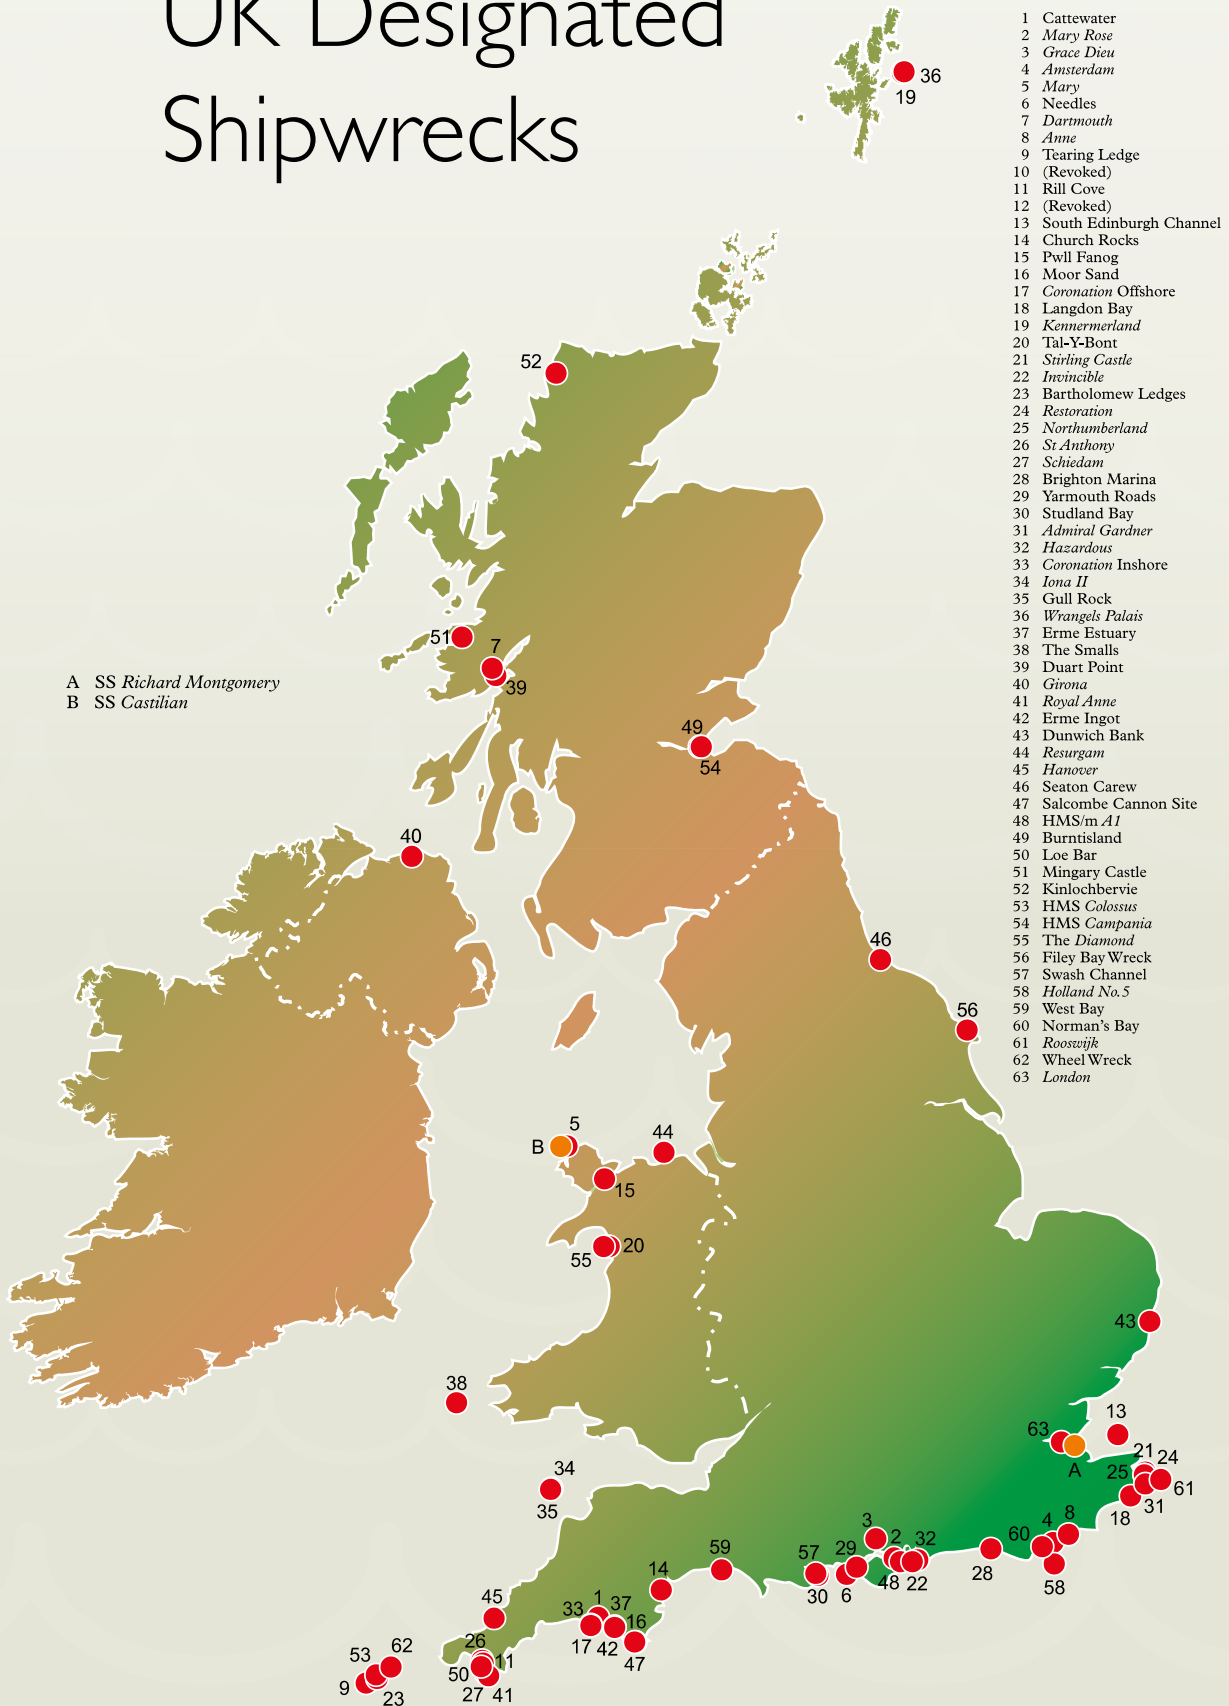 UK Designated
Shipwrecks
1 Cattewater
2 Mary Rose
3 Grace Dieu
4 Amsterdam
5 Mary
6 Needles
7 Dartmouth
8 Anne
9 Tearing Ledge
10 (Revoked)
11 Rill Cove
12 (Revoked)
13 South Edinburgh Channel
14 Church Rocks
15 Pwll Fanog
16 Moor Sand
17 Coronation Offshore
18 Langdon Bay
19 Kennermerland
20 Tal-Y-Bont
21 Stirling Castle
22 Invincible
23 Bartholomew Ledges
24 Restoration
25 Northumberland
26 St Anthony
27 Schiedam
28 Brighton Marina
29 Yarmouth Roads
30 Studland Bay
31 Admiral Gardner
32 Hazardous
33 Coronation Inshore
34 Iona II
35 Gull Rock
36 Wrangels Palais
37 Erme Estuary
38 The Smalls
39 Duart Point
40 Girona
41 Royal Anne
42 Erme Ingot
43 Dunwich Bank
44 Resurgam
45 Hanover
46 Seaton Carew
47 Salcombe Cannon Site
48 HMS/m A1
49 Burntisland
50 Loe Bar
51 Mingary Castle
52 Kinlochbervie
53 HMS Colossus
54 HMS Campania
55 The Diamond
56 Filey Bay Wreck
57 Swash Channel
58 Holland No.5
59 West Bay
60 Norman's Bay
61 Rooswijk
62 Wheel Wreck
63 London
A SS Richard Montgomery
B SS Castilian
36
19
52
51
7
39
49
54
40
46
56
5
B
44
15
55
20
43
38
63
13
A
21
24
25
61
31
18
34
35
3
2
32
29
57
30
6
48
22
28
60
4
8
58
59
14
45
33
1
37
16
17
42
47
26
11
50
27
41
53
62
9
23